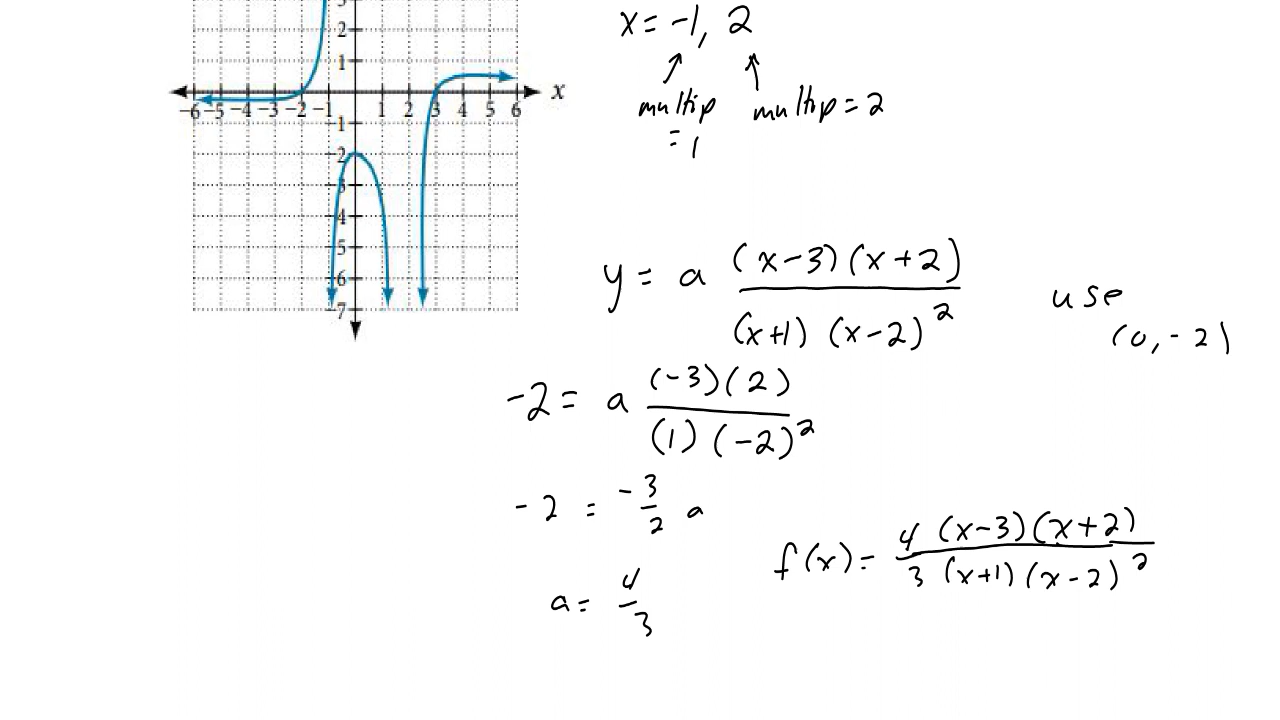 3
2
1
x
-6 -5 -4 -3 -2 -1 1 2 3 4 5 6
-1
-2
-3
-4
-5
-6
-7
x = -1, 2
multip multip = 2
= 1
y = a (x-3)(x+2) / (x+1)(x-2)² use
(0, -2)
-2 = a (-3)(2) / (1)(-2)²
-2 = -3/2 a
f(x) = 4(x-3)(x+2) / 3(x+1)(x-2)²
a = 4/3